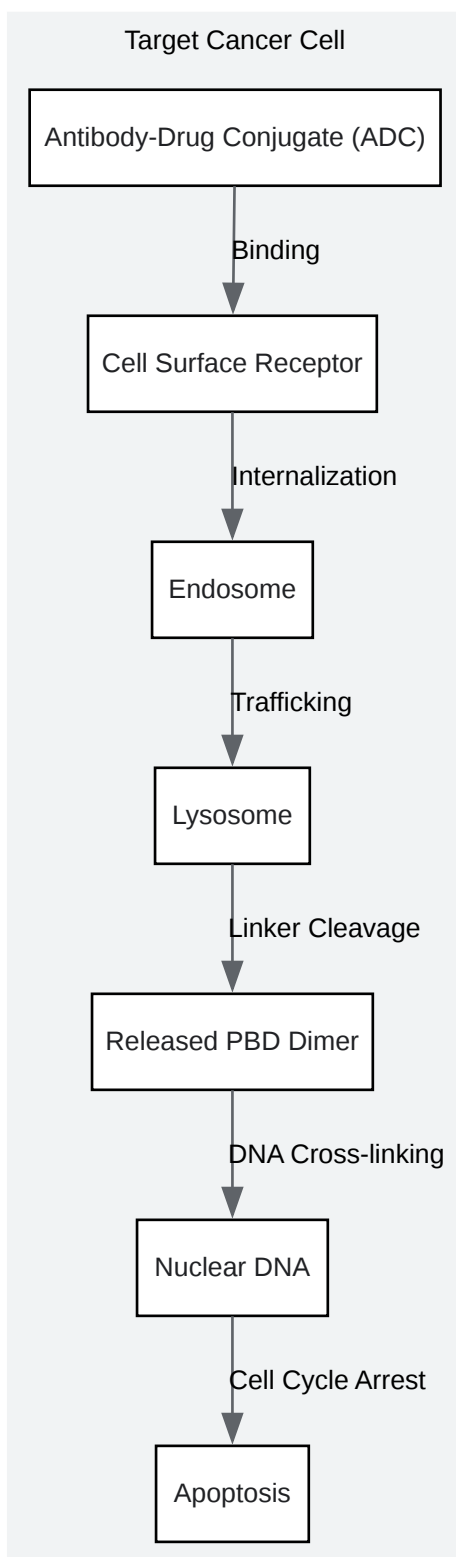 Target Cancer Cell
Antibody-Drug Conjugate (ADC)
Binding
Cell Surface Receptor
Internalization
Endosome
Trafficking
Lysosome
Linker Cleavage
Released PBD Dimer
DNA Cross-linking
Nuclear DNA
Cell Cycle Arrest
Apoptosis